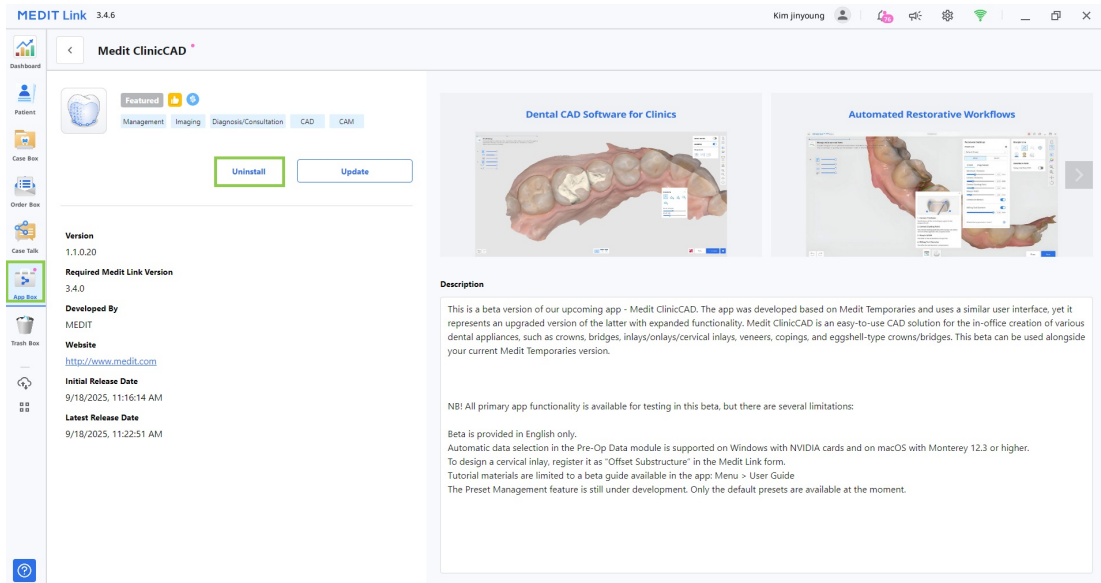 MEDIT Link 3.4.6
Kim jinyoung
76
Dashboard
Patient
Case Box
Order Box
Case Talk
App Box
Trash Box
Medit ClinicCAD
Featured
Management Imaging Diagnosis/Consultation CAD CAM
Uninstall Update
Version
1.1.0.20
Required Medit Link Version
3.4.0
Developed By
MEDIT
Website
http://www.medit.com
Initial Release Date
9/18/2025, 11:16:14 AM
Latest Release Date
9/18/2025, 11:22:51 AM
Dental CAD Software for Clinics
Automated Restorative Workflows
Description
This is a beta version of our upcoming app - Medit ClinicCAD. The app was developed based on Medit Temporaries and uses a similar user interface, yet it
represents an upgraded version of the latter with expanded functionality. Medit ClinicCAD is an easy-to-use CAD solution for the in-office creation of various
dental appliances, such as crowns, bridges, inlays/onlays/cervical inlays, veneers, copings, and eggshell-type crowns/bridges. This beta can be used alongside
your current Medit Temporaries version.
NB! All primary app functionality is available for testing in this beta, but there are several limitations:
Beta is provided in English only.
Automatic data selection in the Pre-Op Data module is supported on Windows with NVIDIA cards and on macOS with Monterey 12.3 or higher.
To design a cervical inlay, register it as "Offset Substructure" in the Medit Link form.
Tutorial materials are limited to a beta guide available in the app: Menu > User Guide
The Preset Management feature is still under development. Only the default presets are available at the moment.